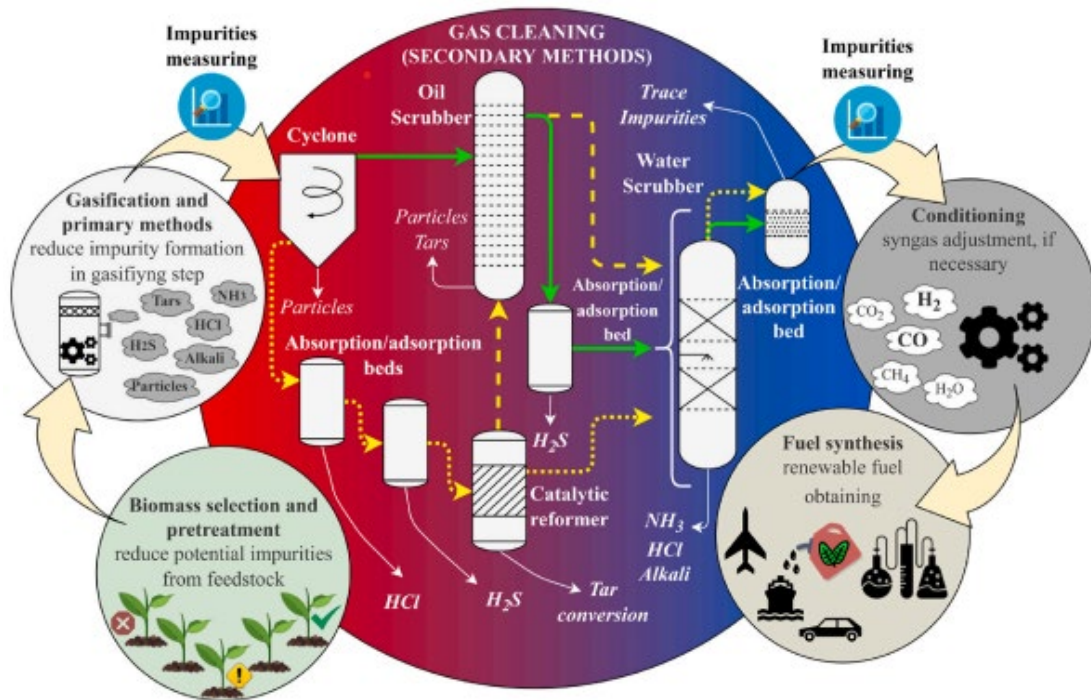 Impurities
measuring
GAS CLEANING
(SECONDARY METHODS)
Impurities
measuring
Oil
Scrubber
Trace
Impurities
Cyclone
Water
Scrubber
Gasification and
primary methods
reduce impurity formation
in gasifiyng step
Tars
NH3
HCl
H2S
Alkali
Particles
Particles
Tars
Particles
Absorption/
adsorption
bed
Absorption/
adsorption
bed
Conditioning
syngas adjustment, if
necessary
CO2
H2
CO
CH4
H2O
Absorption/adsorption
beds
H2S
Catalytic
reformer
Biomass selection and
pretreatment
reduce potential impurities
from feedstock
!
HCl
H2S
Tar
conversion
NH3
HCl
Alkali
Fuel synthesis
renewable fuel
obtaining